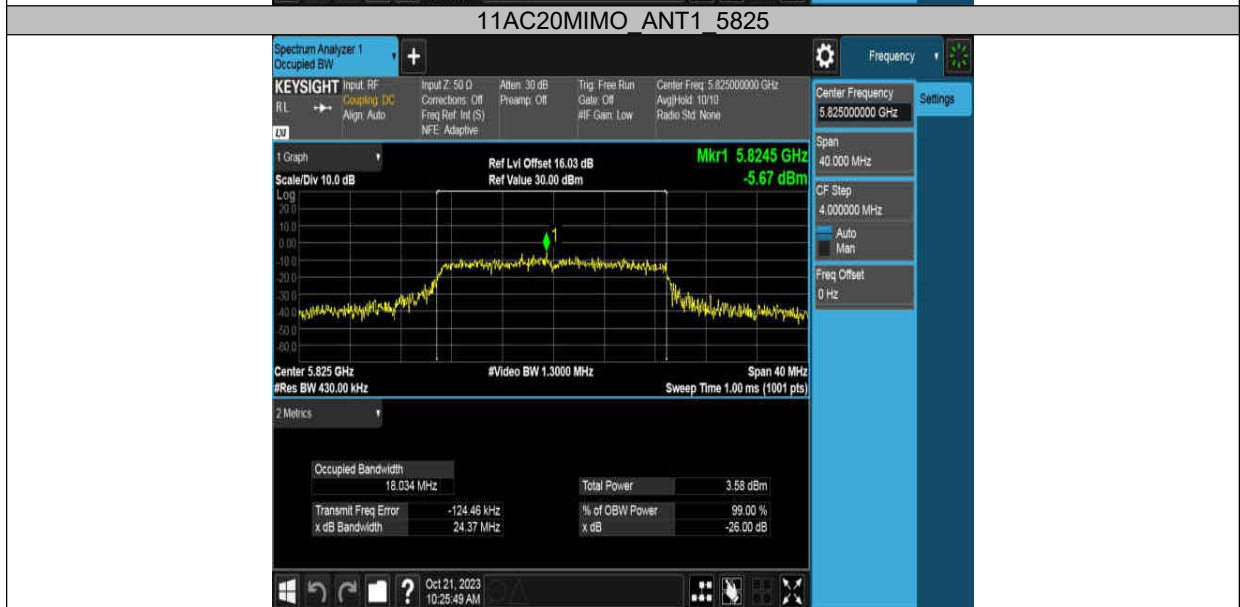 11AC20MIMO_ANT1_5825
Spectrum Analyzer 1
Occupied BW
+
Frequency
KEYSIGHT
RL
LXI
Input: RF
Coupling: DC
Align: Auto
Input Z: 50 Ω
Corrections: Off
Freq Ref: Int (S)
NFE: Adaptive
Atten: 30 dB
Preamp: Off
Trig: Free Run
Gate: Off
#IF Gain: Low
Center Freq: 5.825000000 GHz
Avg|Hold: 10/10
Radio Std: None
Center Frequency
5.825000000 GHz
Settings
Span
40.000 MHz
CF Step
4.000000 MHz
Auto
Man
Freq Offset
0 Hz
1 Graph
Scale/Div 10.0 dB
Ref Lvl Offset 16.03 dB
Ref Value 30.00 dBm
Mkr1 5.8245 GHz
-5.67 dBm
Log
20.0
10.0
0.00
-10.0
-20.0
-30.0
-40.0
-50.0
-60.0
1
Center 5.825 GHz
#Video BW 1.3000 MHz
Span 40 MHz
#Res BW 430.00 kHz
Sweep Time 1.00 ms (1001 pts)
2 Metrics
Occupied Bandwidth
18.034 MHz
Total Power 3.58 dBm
Transmit Freq Error -124.46 kHz
% of OBW Power 99.00 %
x dB Bandwidth 24.37 MHz
x dB -26.00 dB
?
Oct 21, 2023
10:25:49 AM